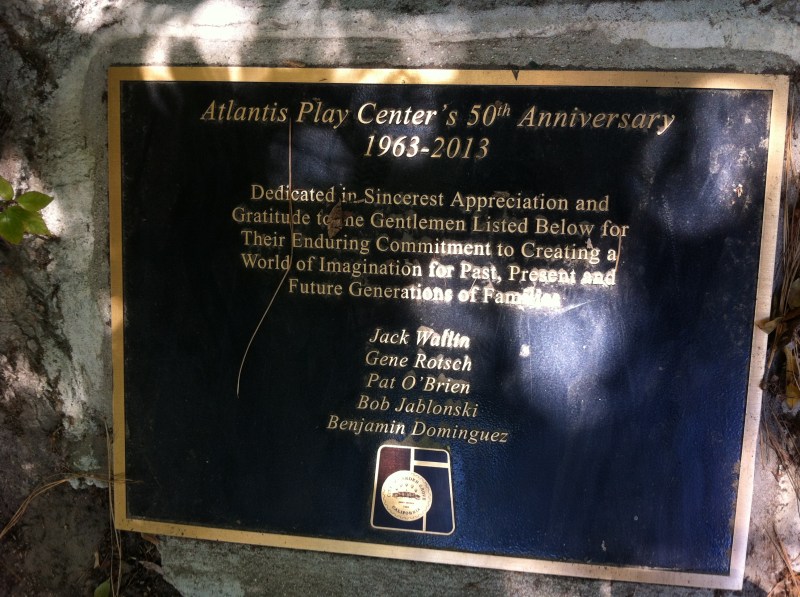 Atlantis Play Center's 50th Anniversary
1963-2013
Dedicated in Sincerest Appreciation and
Gratitude to the Gentlemen Listed Below for
Their Enduring Commitment to Creating a
World of Imagination for Past, Present and
Future Generations of Families
Jack Wallin
Gene Rotsch
Pat O'Brien
Bob Jablonski
Benjamin Dominguez
CALIFORNIA